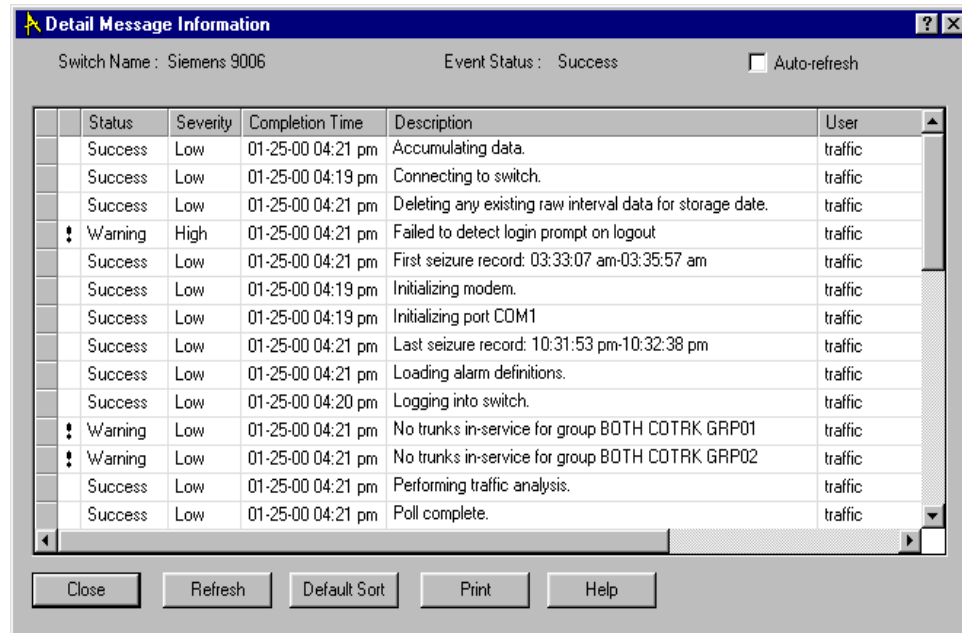 Detail Message Information
Switch Name : Siemens 9006 Event Status : Success Auto-refresh
Status Severity Completion Time Description User
Success Low 01-25-00 04:21 pm Accumulating data. traffic
Success Low 01-25-00 04:19 pm Connecting to switch. traffic
Success Low 01-25-00 04:21 pm Deleting any existing raw interval data for storage date. traffic
! Warning High 01-25-00 04:21 pm Failed to detect login prompt on logout traffic
Success Low 01-25-00 04:21 pm First seizure record: 03:33:07 am-03:35:57 am traffic
Success Low 01-25-00 04:19 pm Initializing modem. traffic
Success Low 01-25-00 04:19 pm Initializing port COM1 traffic
Success Low 01-25-00 04:21 pm Last seizure record: 10:31:53 pm-10:32:38 pm traffic
Success Low 01-25-00 04:21 pm Loading alarm definitions. traffic
Success Low 01-25-00 04:20 pm Logging into switch. traffic
! Warning Low 01-25-00 04:21 pm No trunks in-service for group BOTH COTRK GRP01 traffic
! Warning Low 01-25-00 04:21 pm No trunks in-service for group BOTH COTRK GRP02 traffic
Success Low 01-25-00 04:21 pm Performing traffic analysis. traffic
Success Low 01-25-00 04:21 pm Poll complete. traffic
Close Refresh Default Sort Print Help